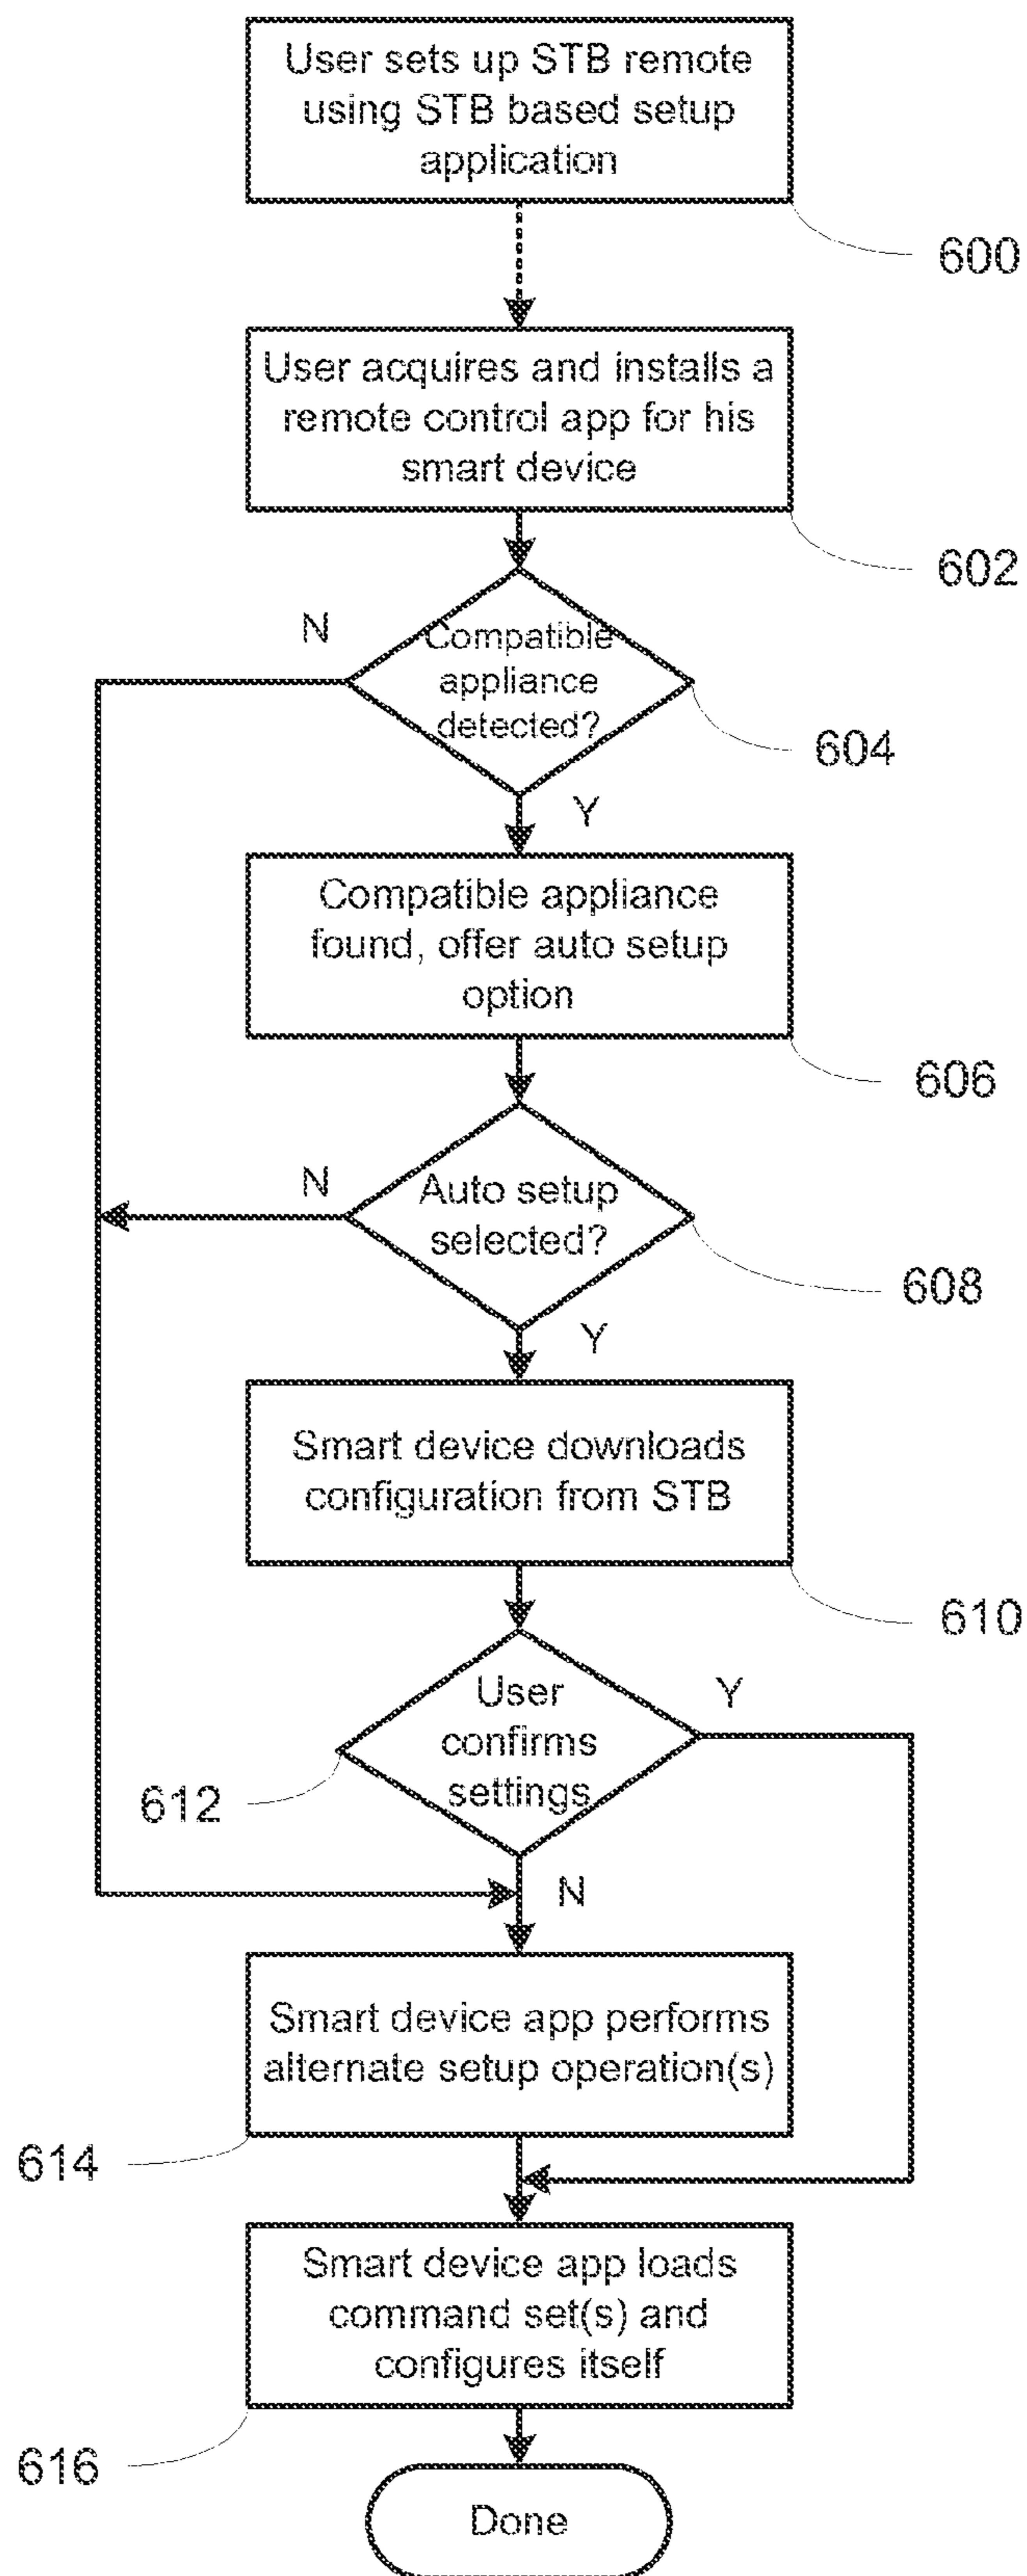 User sets up STB remote
using STB based setup
application
600
User acquires and installs a
remote control app for his
smart device
602
N
Compatible
appliance
detected?
604
Y
Compatible appliance
found, offer auto setup
option
606
N
Auto setup
selected?
608
Y
Smart device downloads
configuration from STB
610
User
confirms
settings
Y
612
N
Smart device app performs
alternate setup operation(s)
614
Smart device app loads
command set(s) and
configures itself
616
Done